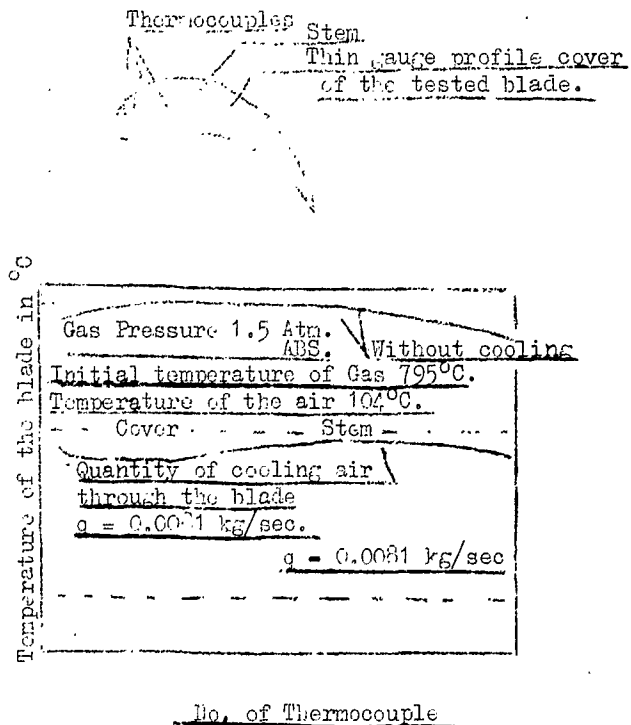 Thermocouples
Stem
Thin gauge profile cover
of the tested blade.
Temperature of the blade in °C
Gas Pressure 1.5 Atm.
ABS.
Without cooling
Initial temperature of Gas 795°C.
Temperature of the air 104°C.
Cover
Stem
Quantity of cooling air
through the blade
q = 0.0081 kg/sec.
q = 0.0081 kg/sec
No. of Thermocouple